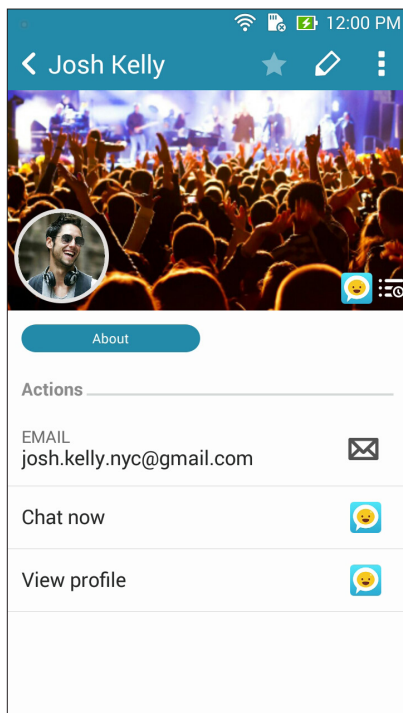 12:00 PM
Josh Kelly
About
Actions
EMAIL
josh.kelly.nyc@gmail.com
Chat now
View profile